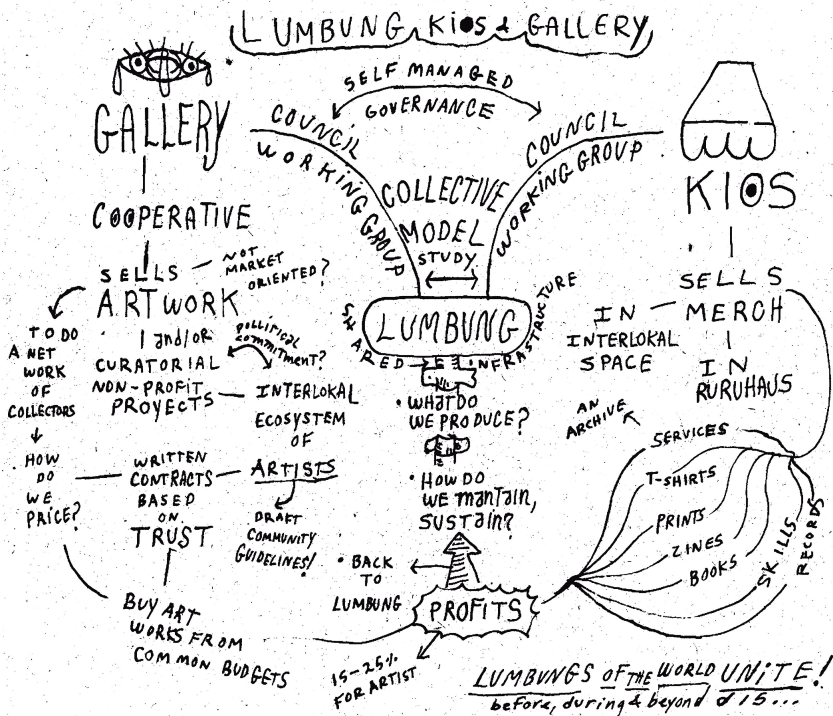 LUMBUNG KIOS & GALLERY
SELF MANAGED
GOVERNANCE
GALLERY
COUNCIL
WORKING GROUP
COUNCIL
WORKING GROUP
KIOS
COLLECTIVE
MODEL
STUDY
COOPERATIVE
SELLS
ARTWORK
NOT
MARKET
ORIENTED?
1 and/or
CURATORIAL
NON-PROFIT
PROYECTS
POLLITICAL
COMMITMENT?
INTERLOKAL
ECOSYSTEM
OF
ARTISTS
DRAFT
COMMUNITY
GUIDELINES!
TO DO
A NET
WORK
OF
COLLECTORS
HOW
DO
WE
PRICE?
WRITTEN
CONTRACTS
BASED
ON
TRUST
BUY ART
WORKS FROM
COMMON BUDGETS
LUMBUNG
SHARED INFRASTRUCTURE
• WHAT DO
WE PRODUCE?
• HOW DO
WE MANTAIN,
SUSTAIN?
• BACK
TO
LUMBUNG
PROFITS
15-25%
FOR ARTIST
SELLS
MERCH
IN
INTERLOKAL
SPACE
IN
RURUHAUS
AN
ARCHIVE
SERVICES
T-SHIRTS
PRINTS
ZINES
BOOKS
SKILLS
RECORDS
LUMBUNGS OF THE WORLD UNITE!
before, during & beyond d15...